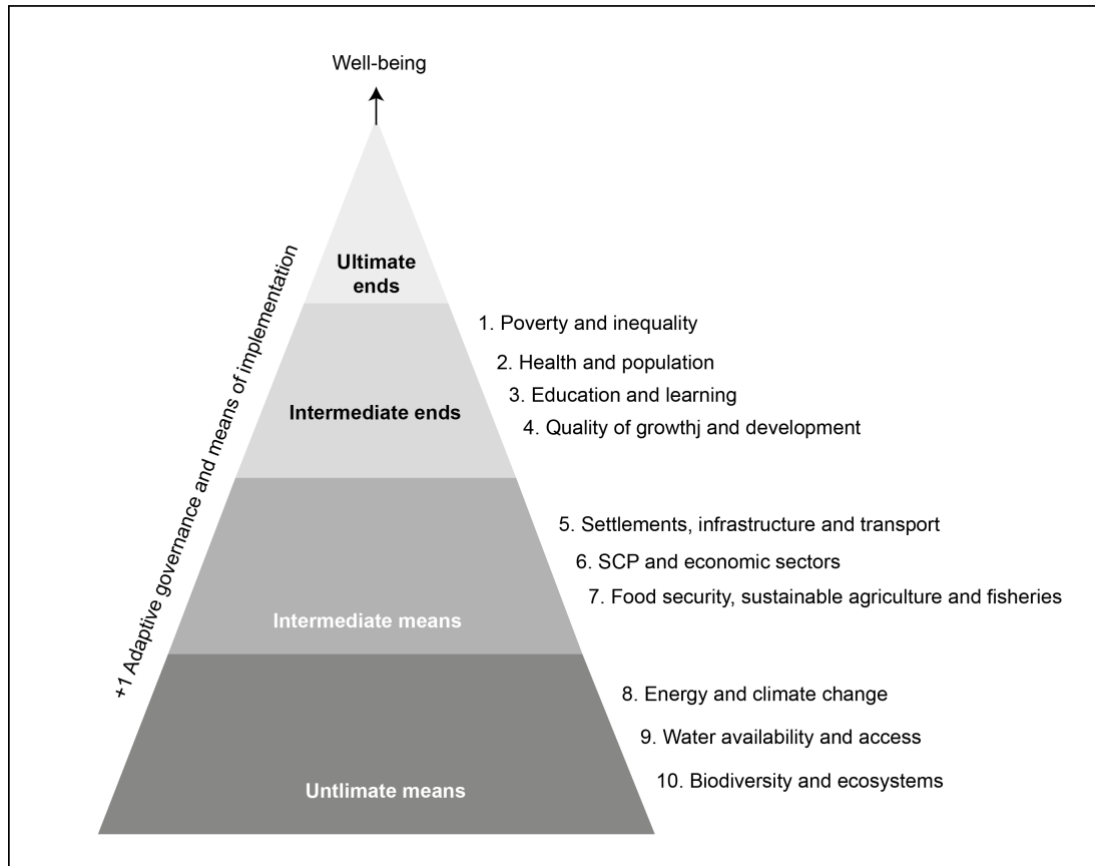 Well-being
+1 Adaptive governance and means of implementation
Ultimate
ends
1. Poverty and inequality
2. Health and population
3. Education and learning
Intermediate ends
4. Quality of growthj and development
5. Settlements, infrastructure and transport
6. SCP and economic sectors
7. Food security, sustainable agriculture and fisheries
Intermediate means
8. Energy and climate change
9. Water availability and access
10. Biodiversity and ecosystems
Untlimate means